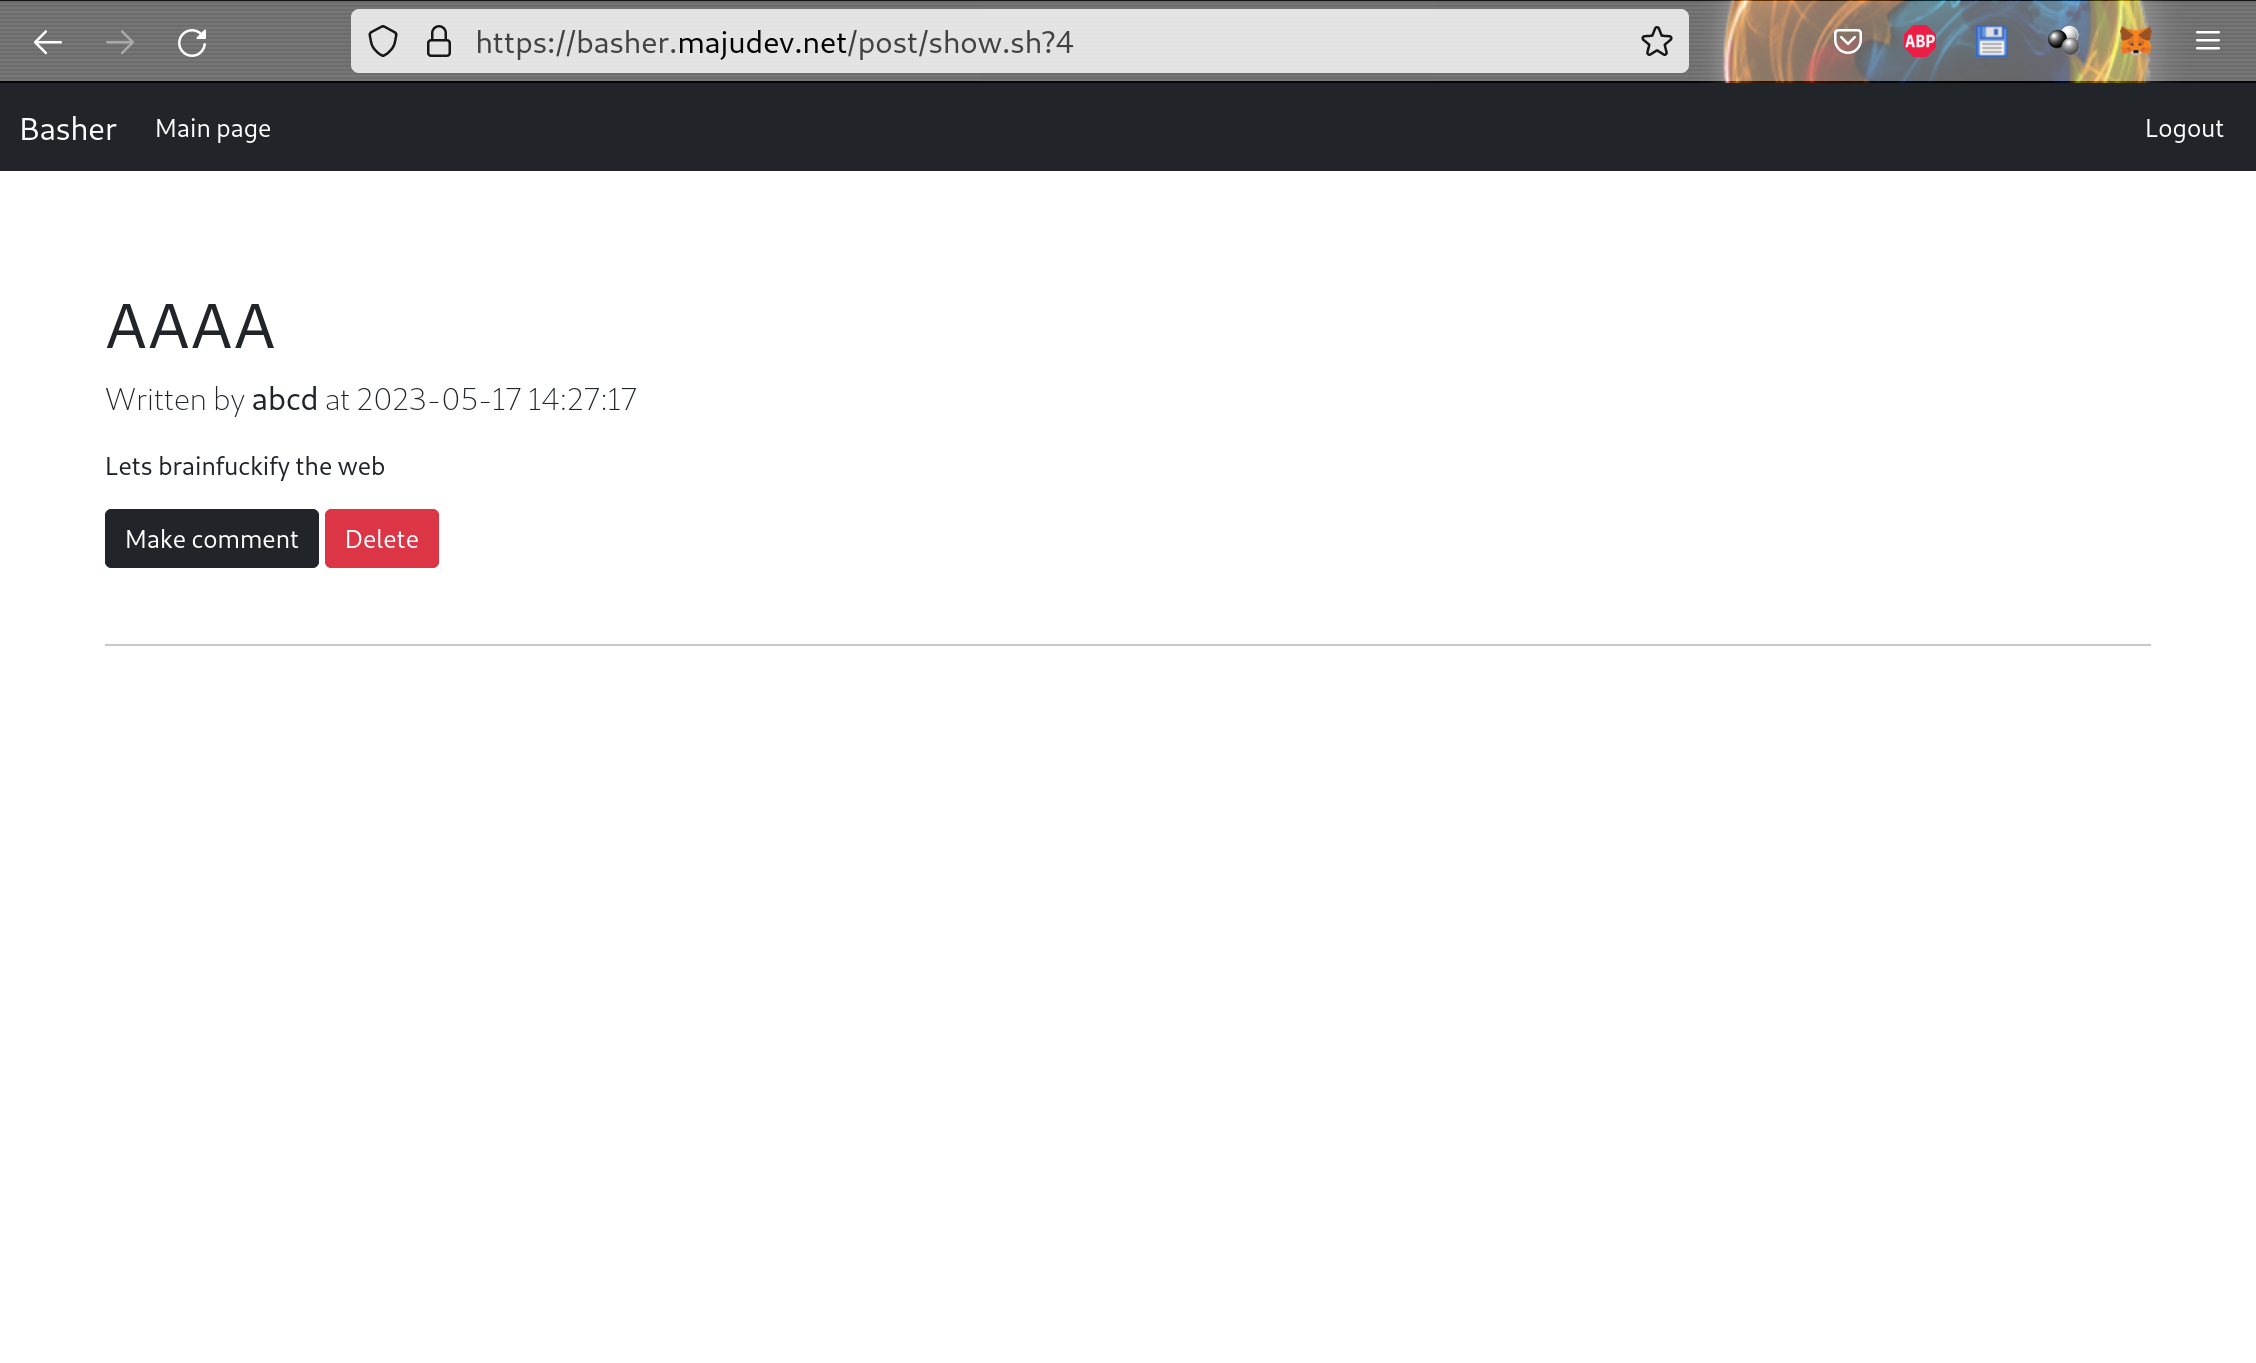 https://basher.majudev.net/post/show.sh?4
ABP
Basher Main page Logout
AAAA
Written by abcd at 2023-05-17 14:27:17
Lets brainfuckify the web
Make comment Delete